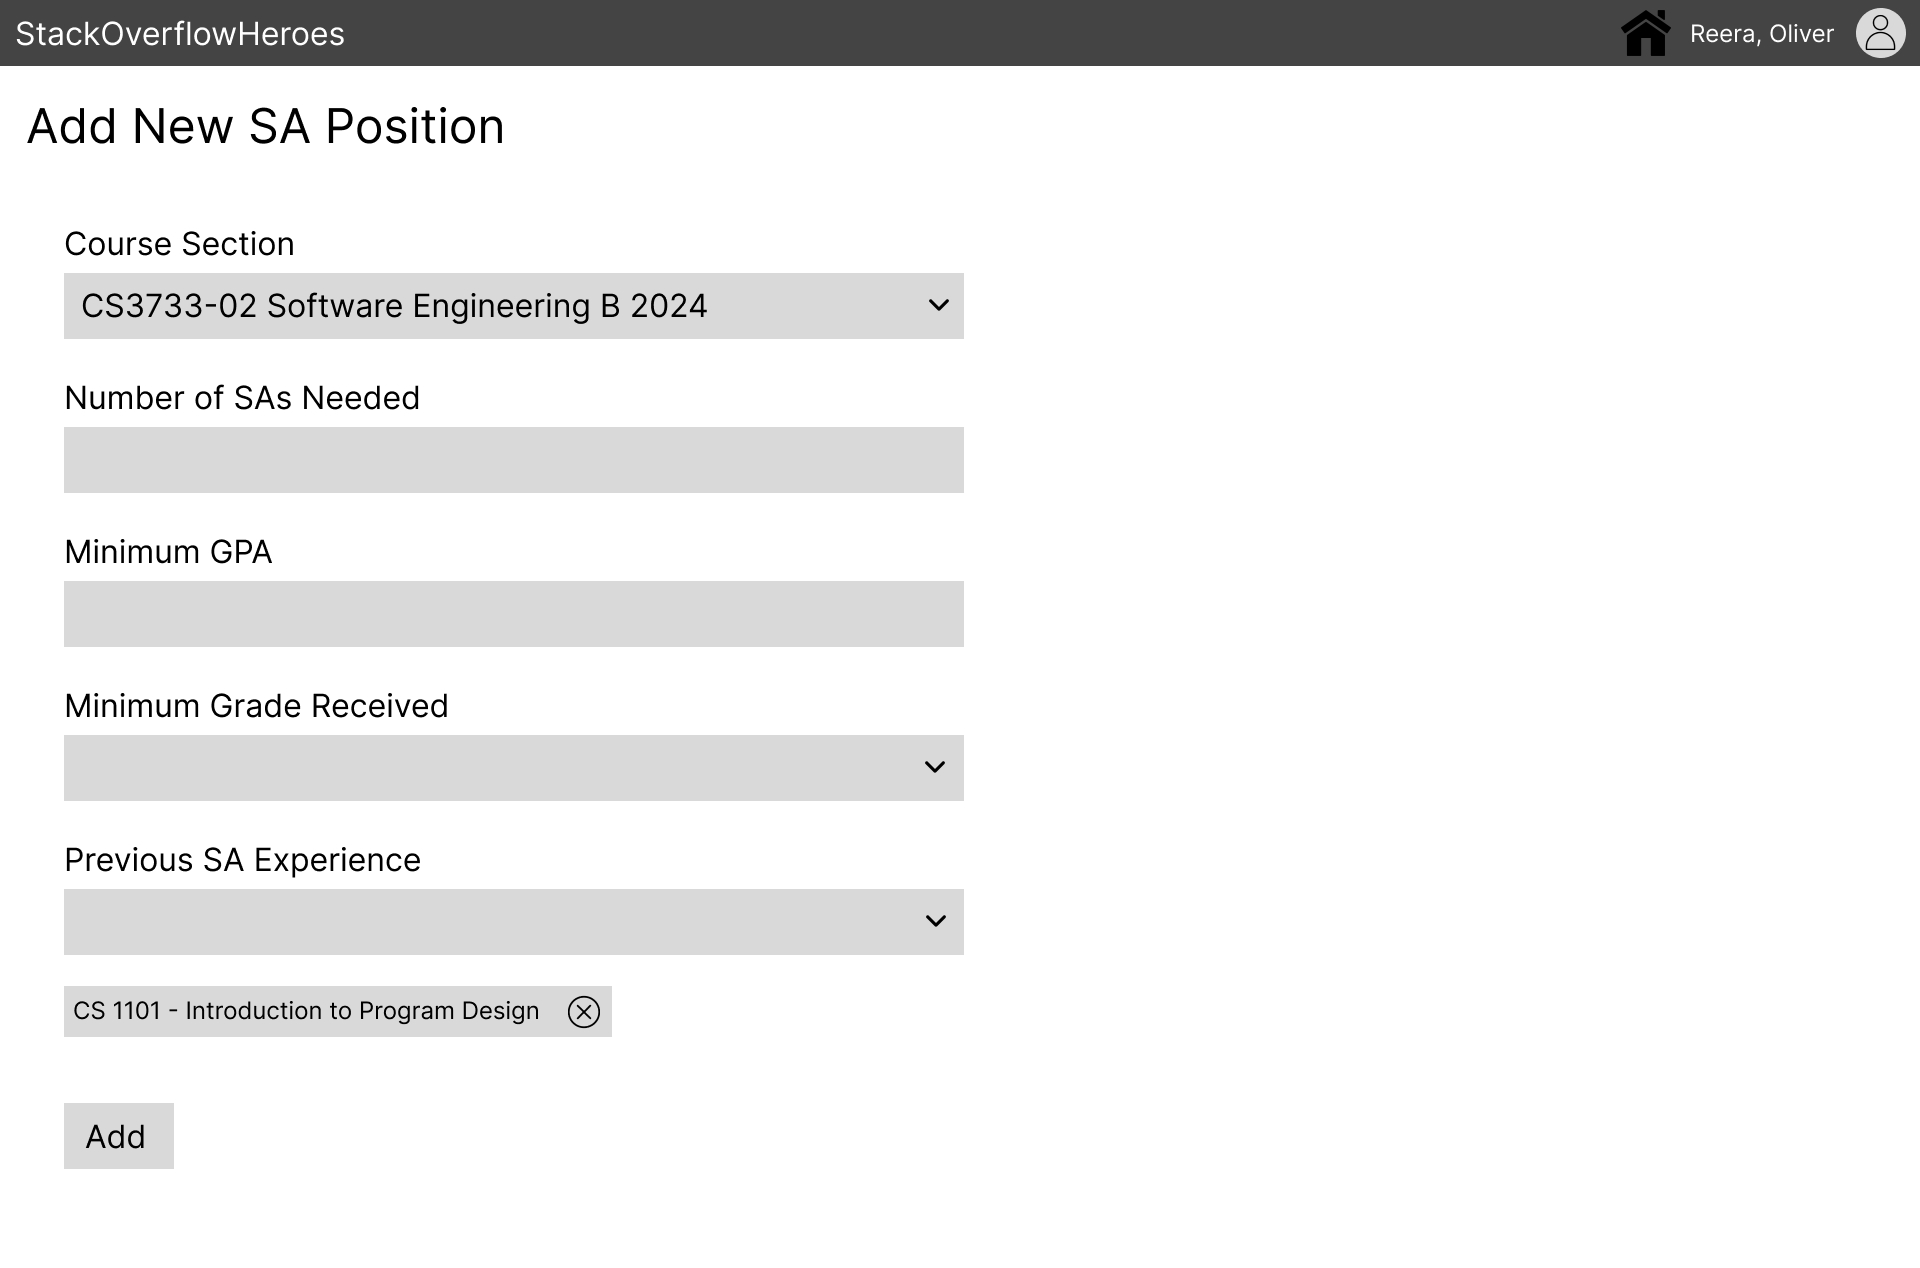 StackOverflowHeroes
Reera, Oliver
Add New SA Position
Course Section
CS3733-02 Software Engineering B 2024
Number of SAs Needed
Minimum GPA
Minimum Grade Received
Previous SA Experience
CS 1101 - Introduction to Program Design
Add